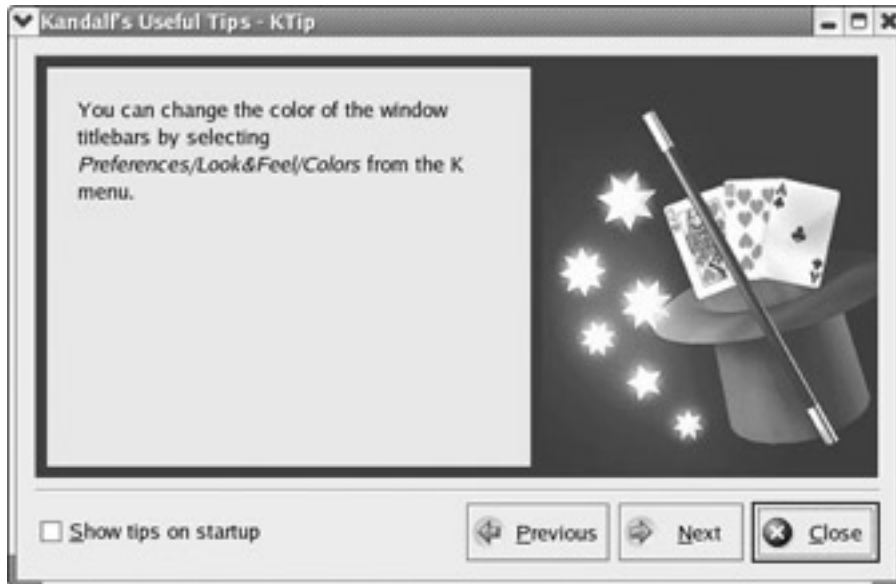 Kandalf's Useful Tips - KTip
You can change the color of the window
titlebars by selecting
Preferences/Look&Feel/Colors from the K
menu.
Show tips on startup
Previous
Next
Close